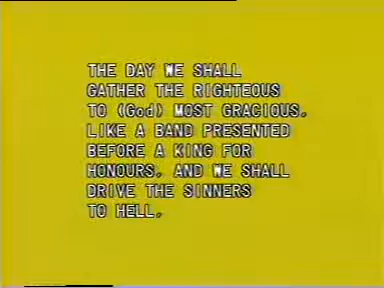 THE DAY WE SHALL
GATHER THE RIGHTEOUS
TO (God) MOST GRACIOUS.
LIKE A BAND PRESENTED
BEFORE A KING FOR
HONOURS. AND WE SHALL
DRIVE THE SINNERS
TO HELL.